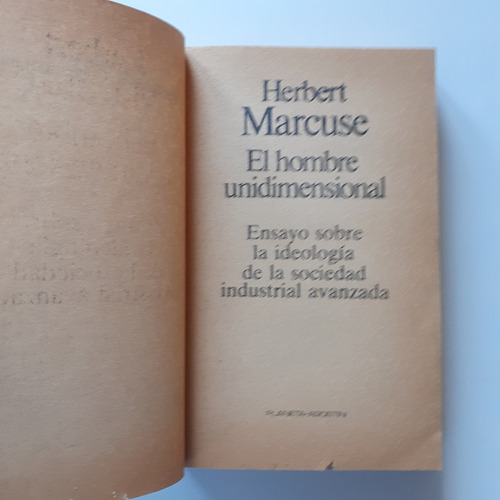 Herbert
Marcuse
El hombre
unidimensional
Ensayo sobre
la ideología
de la sociedad
industrial avanzada
PLANETA-AGOSTINI